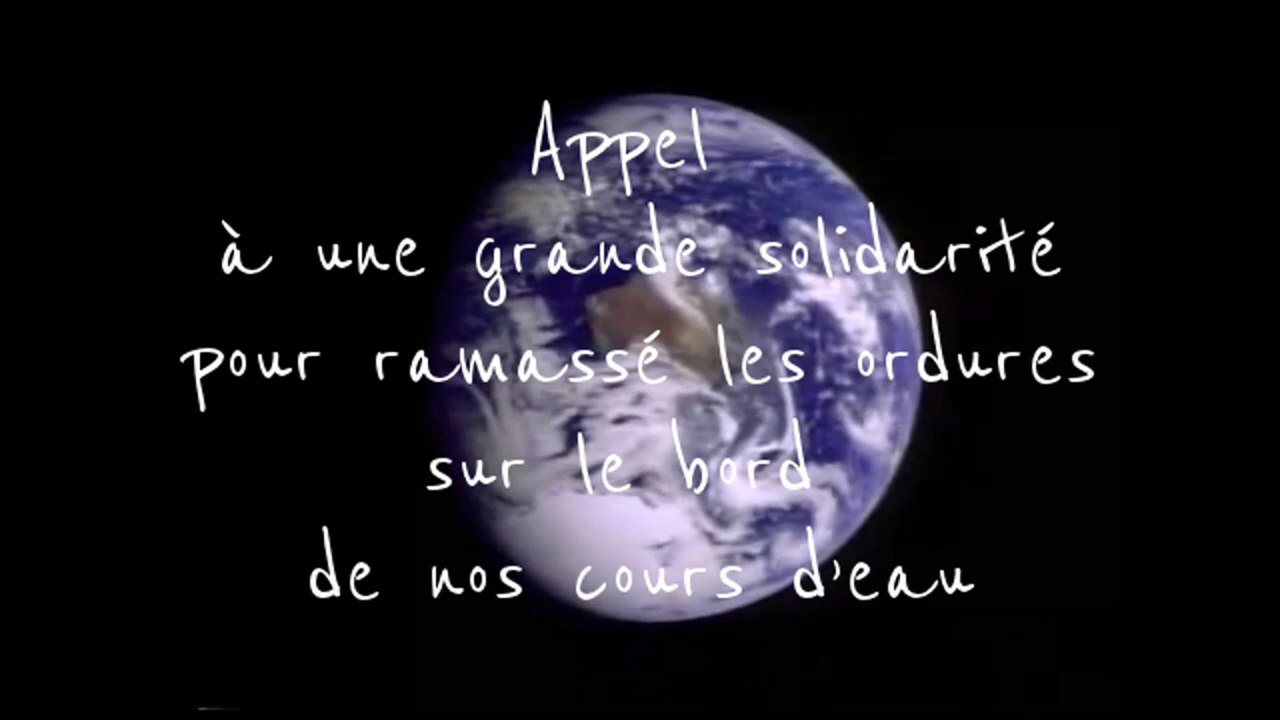 Appel
à une grande solidarité
pour ramassé les ordures
sur le bord
de nos cours d'eau